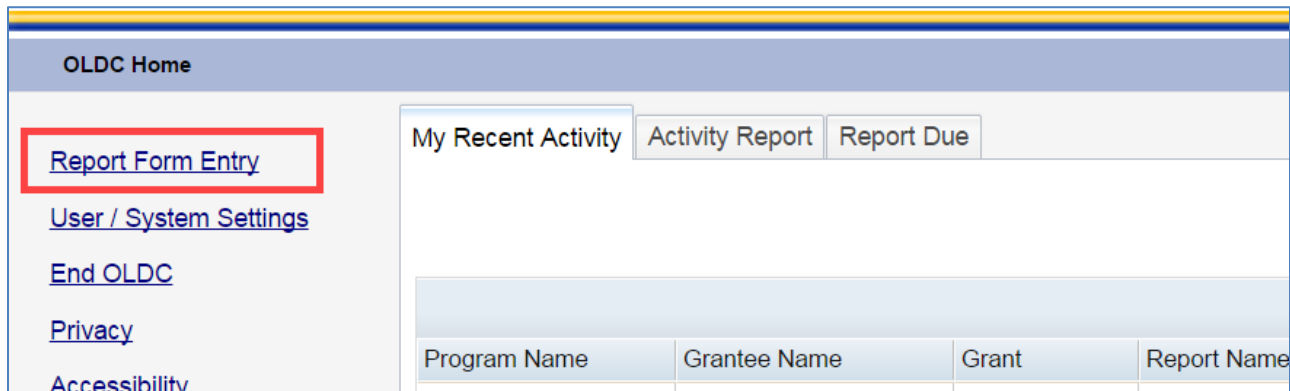 OLDC Home
Report Form Entry
User / System Settings
End OLDC
Privacy
Accessibility
My Recent Activity Activity Report Report Due
Program Name Grantee Name Grant Report Name